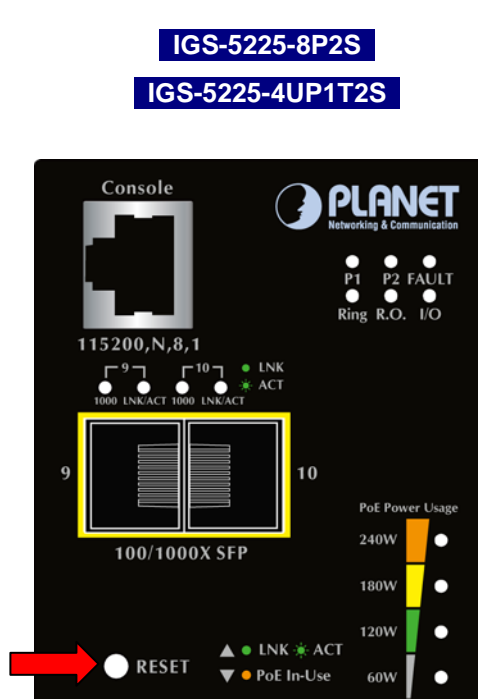 IGS-5225-8P2S
IGS-5225-4UP1T2S
Console
PLANET
Networking & Communication
P1 P2 FAULT
Ring R.O. I/O
115200,N,8,1
9 10 LNK
ACT
1000 LNK/ACT 1000 LNK/ACT
9 10
100/1000X SFP
PoE Power Usage
240W
180W
120W
60W
RESET
LNK ACT
PoE In-Use